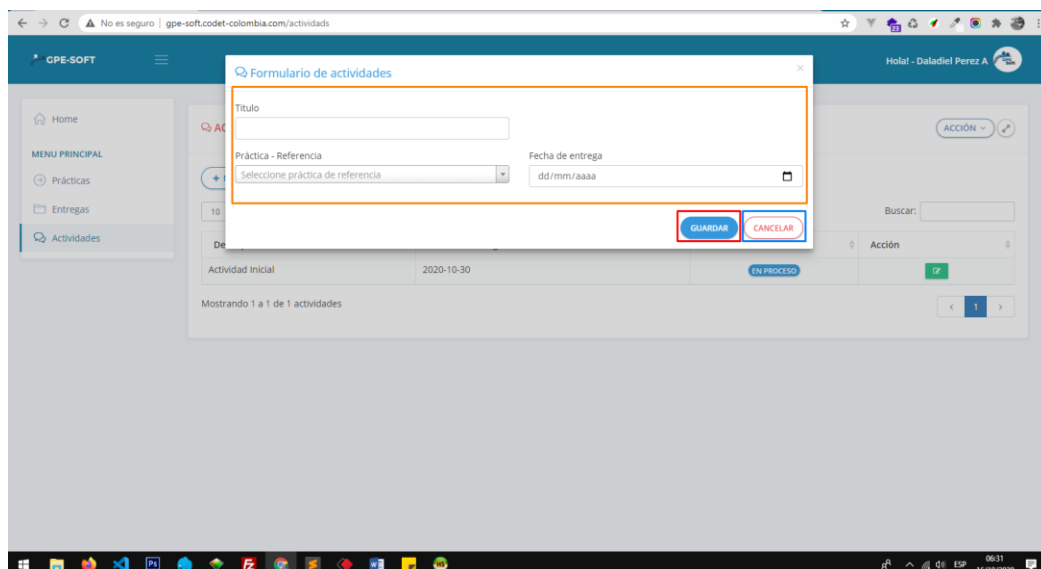 No es seguro | gpe-soft.codet-colombia.com/actividads
23
GPE-SOFT
Hola! - Daladiel Perez A
Formulario de actividades
×
Titulo
Práctica - Referencia
Fecha de entrega
Seleccione práctica de referencia
dd/mm/aaaa
GUARDAR
CANCELAR
Home
MENU PRINCIPAL
Prácticas
Entregas
Actividades
ACCIÓN
10
Buscar:
Acción
Actividad Inicial
2020-10-30
EN PROCESO
Mostrando 1 a 1 de 1 actividades
< 1 >
ESP
06:31